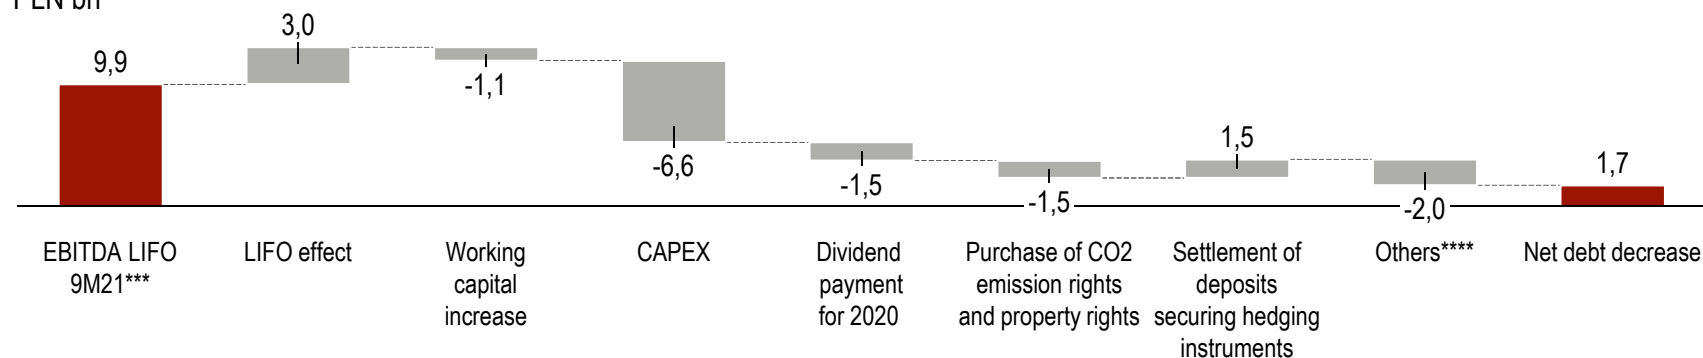 PLN bn
9,9
3,0
-1,1
-6,6
-1,5
-1,5
1,5
-2,0
1,7
EBITDA LIFO
9M21***
LIFO effect
Working
capital
increase
CAPEX
Dividend
payment
for 2020
Purchase of CO2
emission rights
and property rights
Settlement of
deposits
securing hedging
instruments
Others****
Net debt decrease